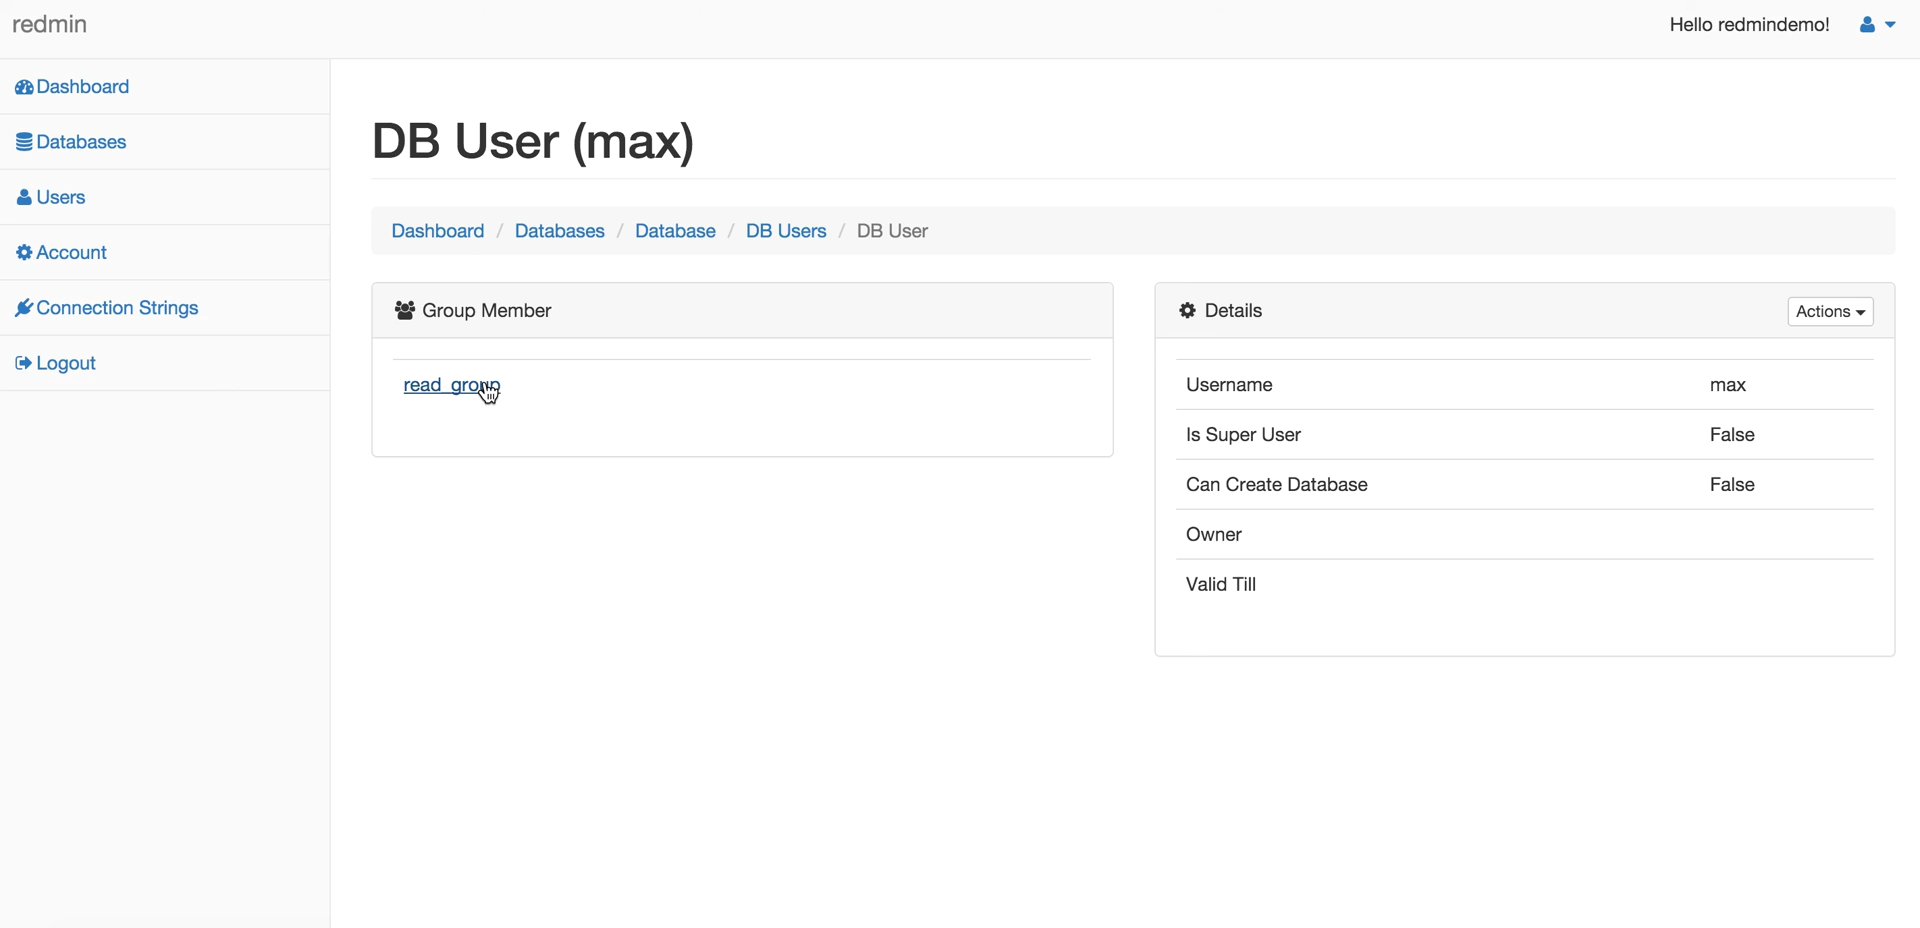 redmin
Hello redmindemo!
Dashboard
Databases
Users
Account
Connection Strings
Logout
DB User (max)
Dashboard / Databases / Database / DB Users / DB User
Group Member
read_group
Details
Actions
Username max
Is Super User False
Can Create Database False
Owner
Valid Till